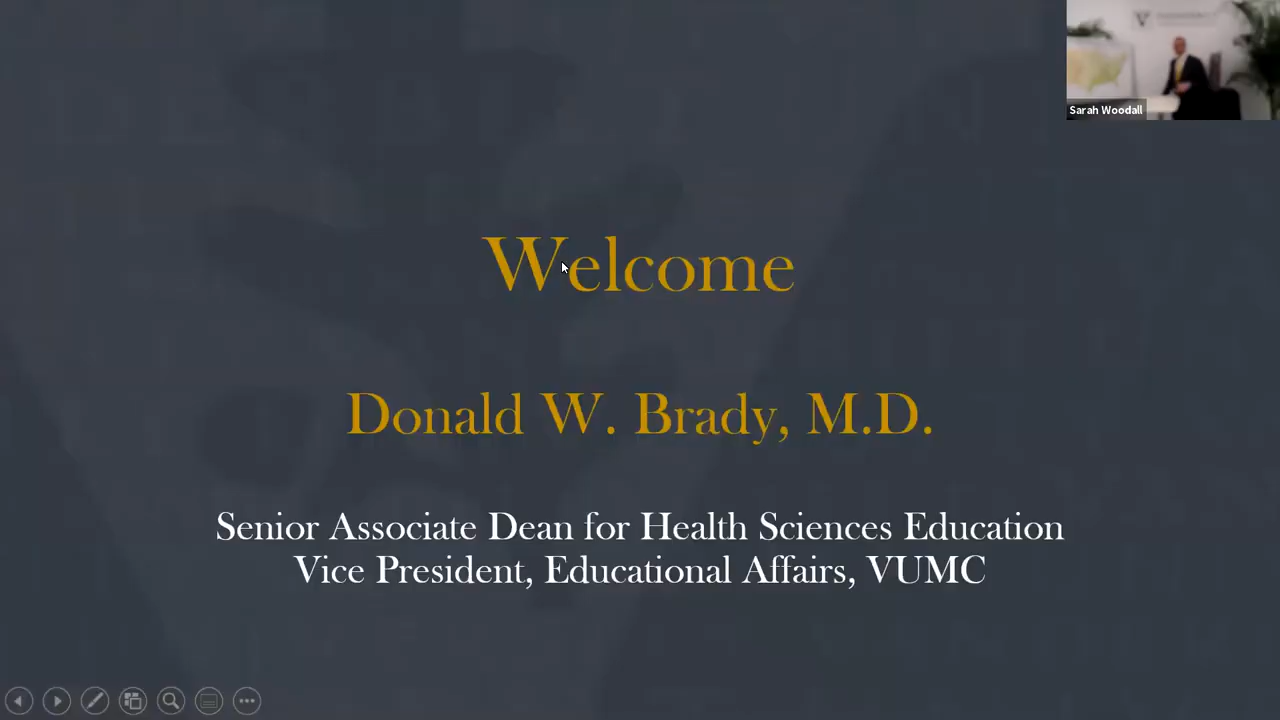 Sarah Woodall
Welcome
Donald W. Brady, M.D.
Senior Associate Dean for Health Sciences Education
Vice President, Educational Affairs, VUMC